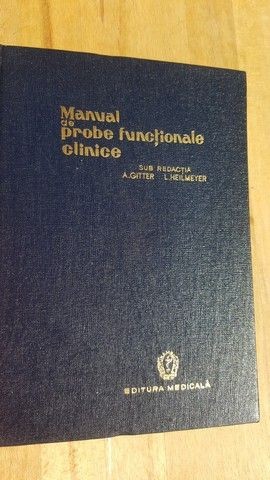 Manual
de
probe funcționale
clinice
SUB REDACȚIA
A.GITTER L.HEILMEYER
EDITURA MEDICALĂ